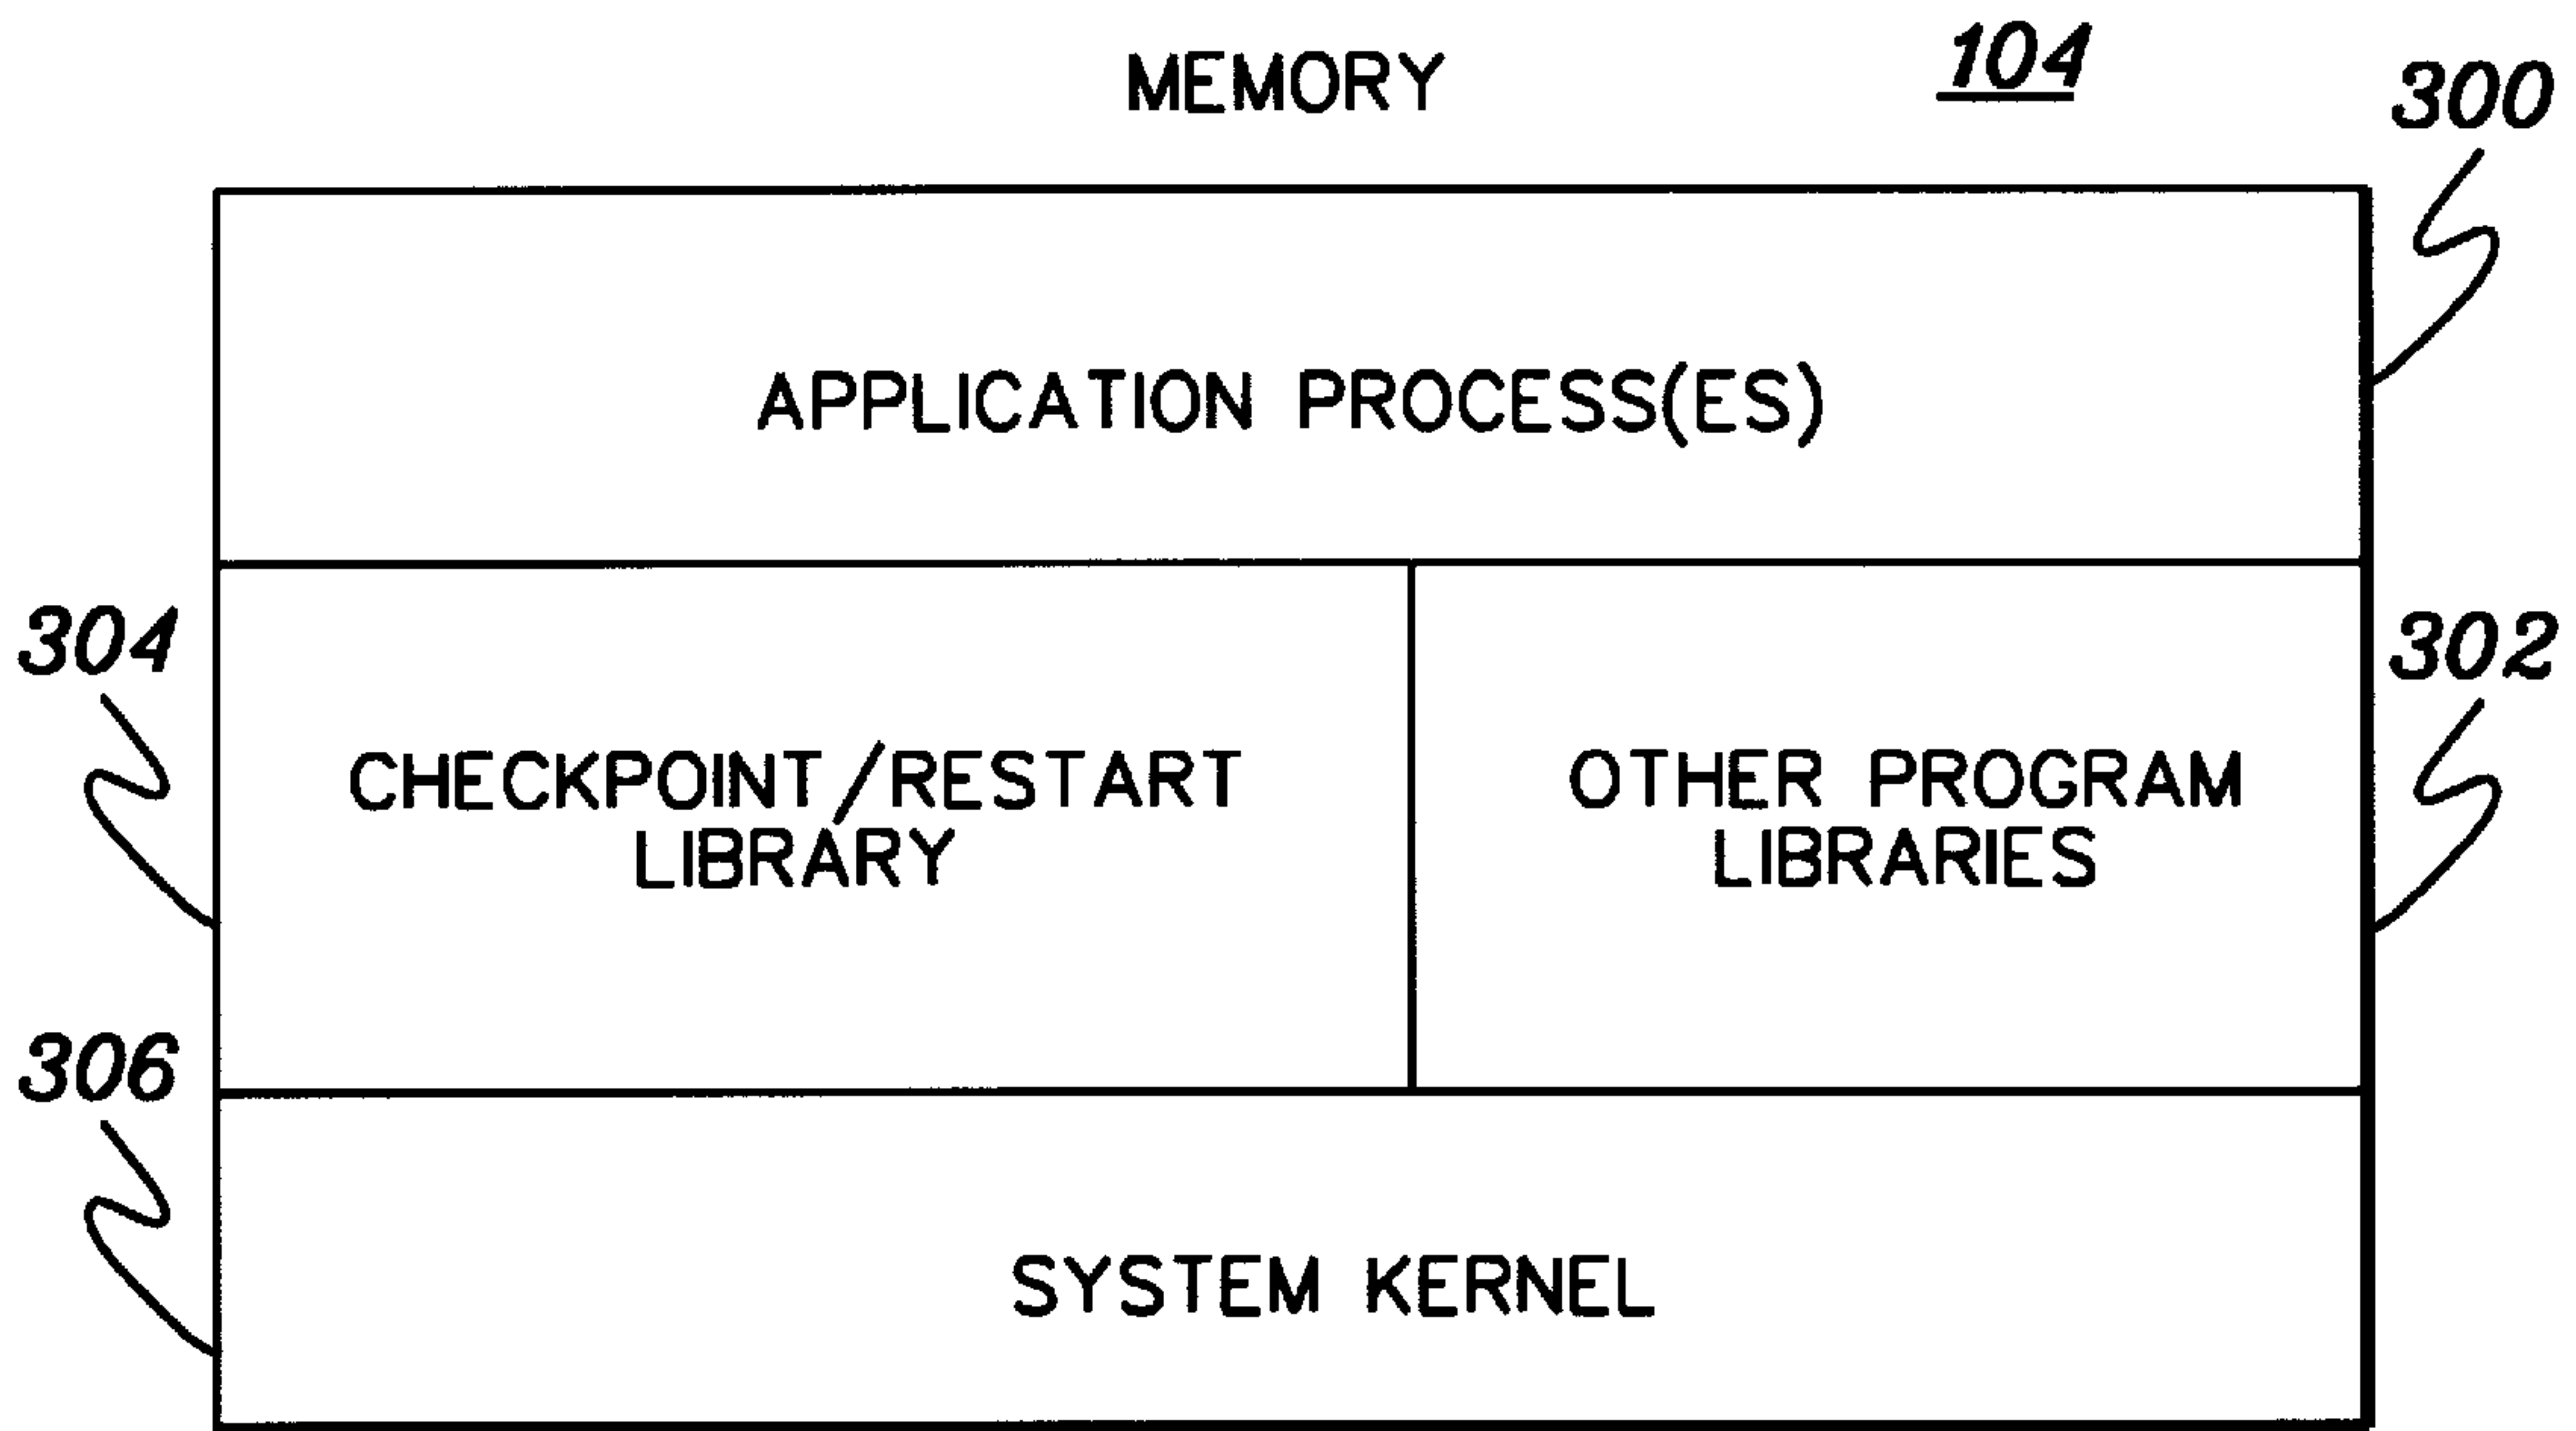 MEMORY
104
300
APPLICATION PROCESS(ES)
304
302
CHECKPOINT/RESTART
LIBRARY
OTHER PROGRAM
LIBRARIES
306
SYSTEM KERNEL